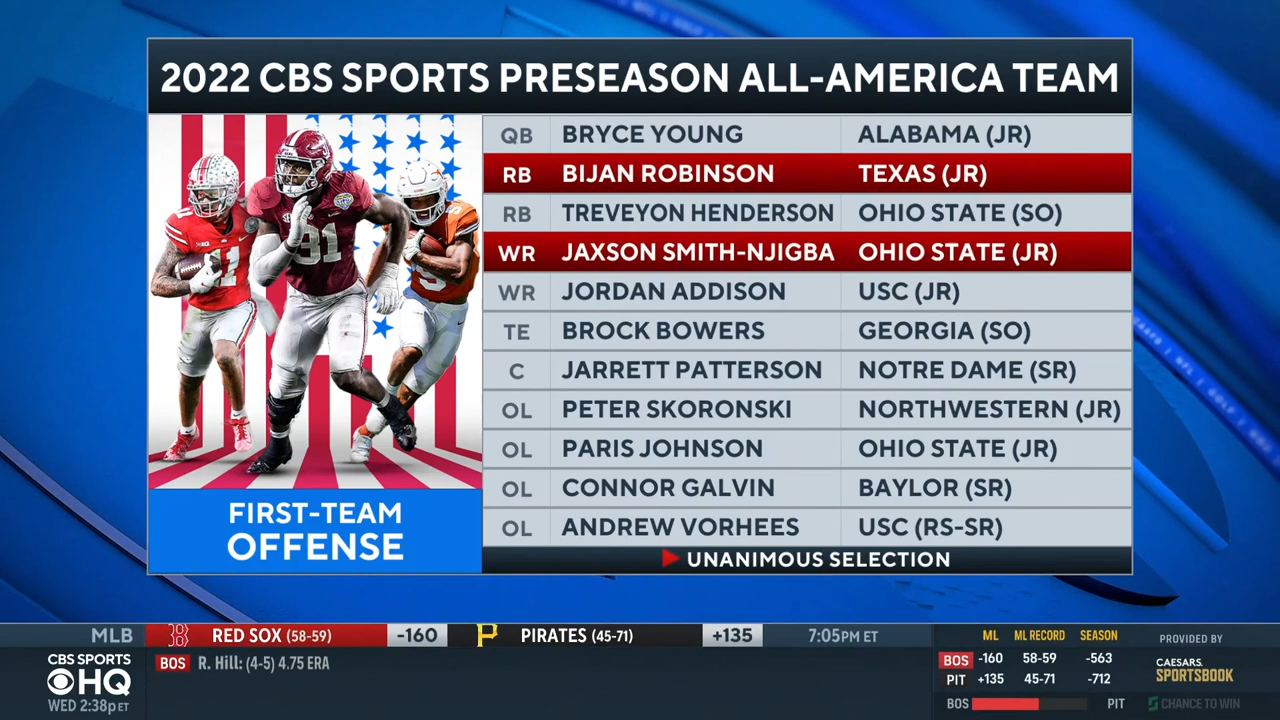 2022 CBS SPORTS PRESEASON ALL-AMERICA TEAM
QB BRYCE YOUNG ALABAMA (JR)
RB BIJAN ROBINSON TEXAS (JR)
RB TREVEYON HENDERSON OHIO STATE (SO)
WR JAXSON SMITH-NJIGBA OHIO STATE (JR)
WR JORDAN ADDISON USC (JR)
TE BROCK BOWERS GEORGIA (SO)
C JARRETT PATTERSON NOTRE DAME (SR)
OL PETER SKORONSKI NORTHWESTERN (JR)
OL PARIS JOHNSON OHIO STATE (JR)
OL CONNOR GALVIN BAYLOR (SR)
OL ANDREW VORHEES USC (RS-SR)
UNANIMOUS SELECTION
11
31
5
FIRST-TEAM
OFFENSE
MLB RED SOX (58-59) -160 P PIRATES (45-71) +135 7:05PM ET
BOS R. Hill: (4-5) 4.75 ERA
CBS SPORTS
HQ
WED 2:38PM ET
ML ML RECORD SEASON
BOS -160 58-59 -563
PIT +135 45-71 -712
BOS PIT
PROVIDED BY
CAESARS
SPORTSBOOK
CHANCE TO WIN